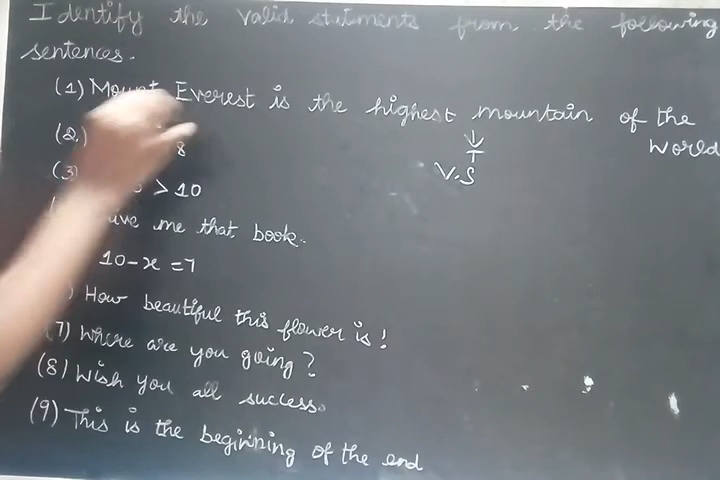 Identify the valid statements from the following
sentences.
(1) Mount Everest is the highest mountain of the
World
↓
T
V.S
(2.) 8
(3) > 10
me that book.
10 - x = 7
) How beautiful this flower is!
(7) Where are you going?
(8) Wish you all success.
(9) This is the beginning of the end